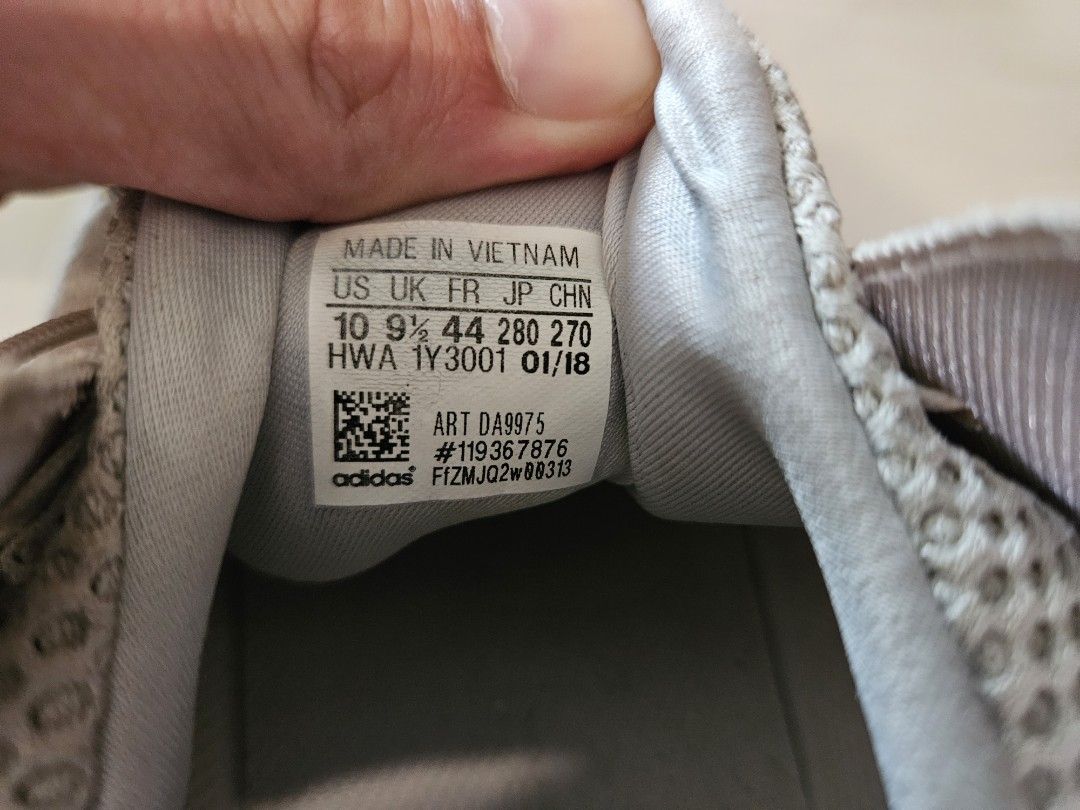 MADE IN VIETNAM
US UK FR JP CHN
10 9½ 44 280 270
HWA 1Y3001 01/18
ART DA9975
#119367876
FfZMJQ2w00313
adidas®